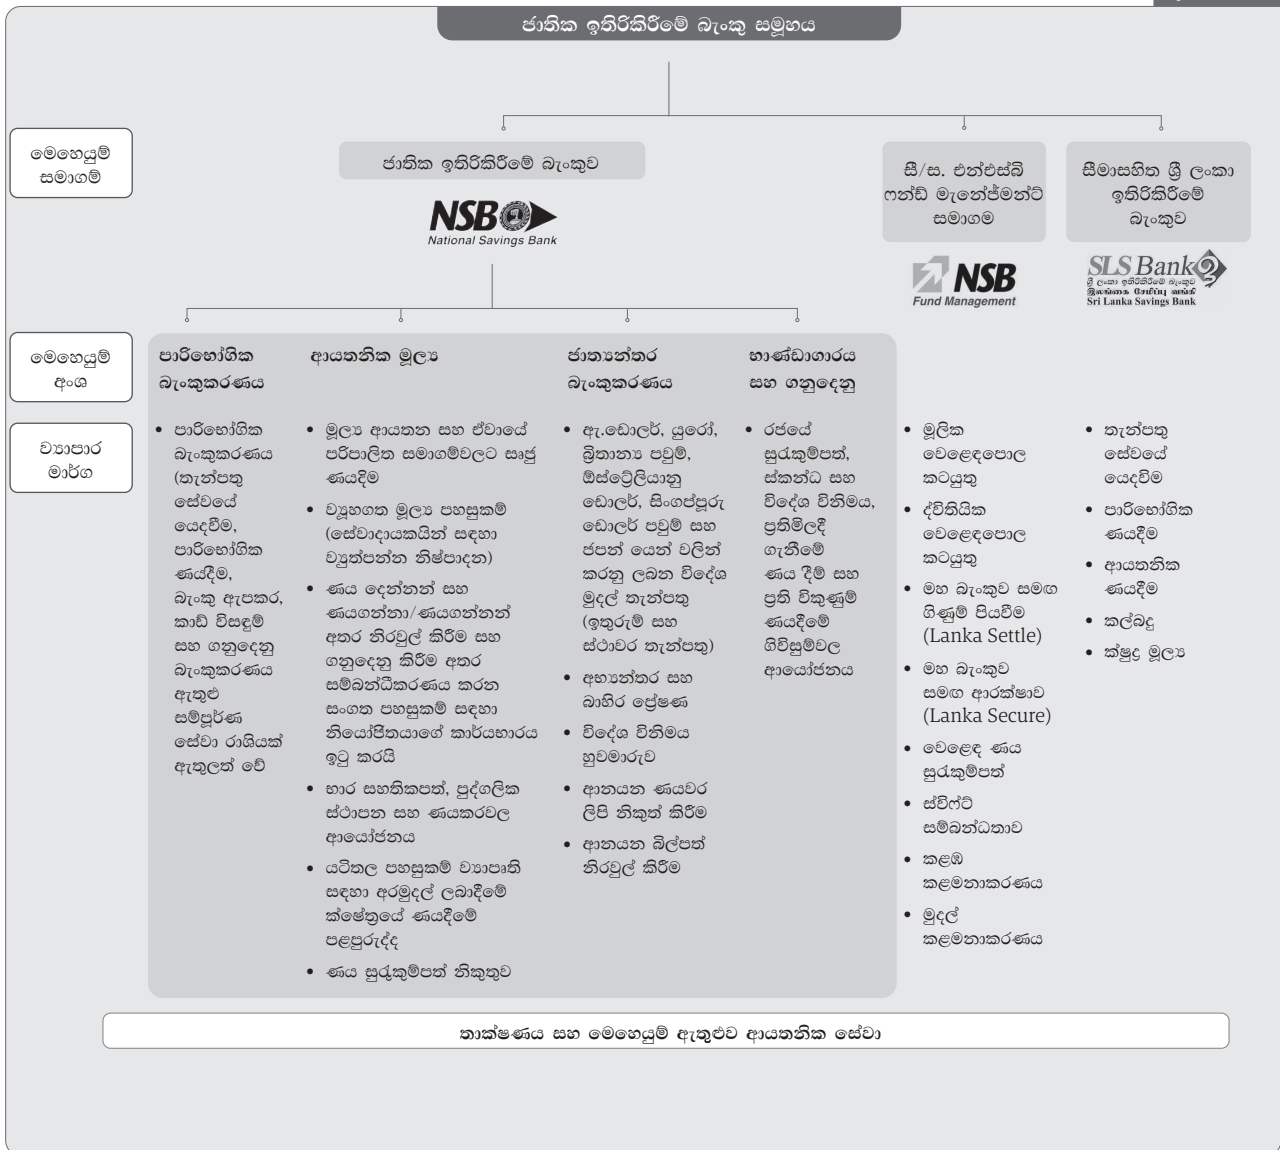 ජාතික ඉතිරිකිරීමේ බැංකු සමූහය
මෙහෙයුම්
සමාගම්
ජාතික ඉතිරිකිරීමේ බැංකුව
NSB
National Savings Bank
සී/ස. එන්එස්බි
ෆන්ඩ් මැනේජ්මන්ට්
සමාගම
NSB
Fund Management
සීමාසහිත ශ්‍රී ලංකා
ඉතිරිකිරීමේ
බැංකුව
SLS Bank
ශ්‍රී ලංකා ඉතිරිකිරීමේ බැංකුව
இலங்கை சேமிப்பு வங்கி
Sri Lanka Savings Bank
මෙහෙයුම්
අංශ
පාරිභෝගික
බැංකුකරණය
ආයතනික මූල්‍ය
ජාත්‍යන්තර
බැංකුකරණය
භාණ්ඩාගාරය
සහ ගනුදෙනු
ව්‍යාපාර
මාර්ග
• පාරිභෝගික
බැංකුකරණය
(තැන්පතු
සේවයේ
යෙදවීම,
පාරිභෝගික
ණයදීම,
බැංකු ඇපකර,
කාඩ් විසඳුම්
සහ ගනුදෙනු
බැංකුකරණය
ඇතුළු
සම්පූර්ණ
සේවා රාශියක්
ඇතුලත් වේ
• මූල්‍ය ආයතන සහ ඒවායේ
පරිපාලිත සමාගම්වලට සෘජු
ණයදිම
• ව්‍යූහගත මූල්‍ය පහසුකම්
(සේවාදායකයින් සඳහා
ව්‍යුත්පන්න නිෂ්පාදන)
• ණය දෙන්නන් සහ
ණයගන්නා/ණයගන්නන්
අතර නිරවුල් කිරීම සහ
ගනුදෙනු කිරීම අතර
සම්බන්ධීකරණය කරන
සංගත පහසුකම් සඳහා
නියෝජිතයාගේ කාර්යභාරය
ඉටු කරයි
• භාර සහතිකපත්, පුද්ගලික
ස්ථාපන සහ ණයකරවල
ආයෝජනය
• යටිතල පහසුකම් ව්‍යාපෘති
සඳහා අරමුදල් ලබාදීමේ
ක්ෂේත්‍රයේ ණයදීමේ
පළපුරුද්ද
• ණය සුරැකුම්පත් නිකුතුව
• ඇ.ඩොලර්, යුරෝ,
බ්‍රිතාන්‍ය පවුම්,
ඕස්ට්‍රේලියානු
ඩොලර්, සිංගප්පූරු
ඩොලර් පවුම් සහ
ජපන් යෙන් වලින්
කරනු ලබන විදේශ
මුදල් තැන්පතු
(ඉතුරුම් සහ
ස්ථාවර තැන්පතු)
• අභ්‍යන්තර සහ
බාහිර ප්‍රේෂණ
• විදේශ විනිමය
හුවමාරුව
• ආනයන ණයවර
ලිපි නිකුත් කිරීම
• ආනයන බිල්පත්
නිරවුල් කිරීම
• රජයේ
සුරැකුම්පත්,
ස්කන්ධ සහ
විදේශ විනිමය,
ප්‍රතිමිලදී
ගැනීමේ
ණය දීම් සහ
ප්‍රති විකුණුම්
ණයදීමේ
ගිවිසුම්වල
ආයෝජනය
• මූලික
වෙළෙඳපොල
කටයුතු
• ද්විතියික
වෙළෙඳපොල
කටයුතු
• මහ බැංකුව සමඟ
ගිණුම් පියවීම
(Lanka Settle)
• මහ බැංකුව
සමඟ ආරක්ෂාව
(Lanka Secure)
• වෙළෙඳ ණය
සුරැකුම්පත්
• ස්විෆ්ට්
සම්බන්ධතාව
• කළඹ
කළමනාකරණය
• මුදල්
කළමනාකරණය
• තැන්පතු
සේවයේ
යෙදවීම
• පාරිභෝගික
ණයදීම
• ආයතනික
ණයදීම
• කල්බදු
• ක්ෂුද්‍ර මූල්‍ය
තාක්ෂණය සහ මෙහෙයුම් ඇතුළුව ආයතනික සේවා